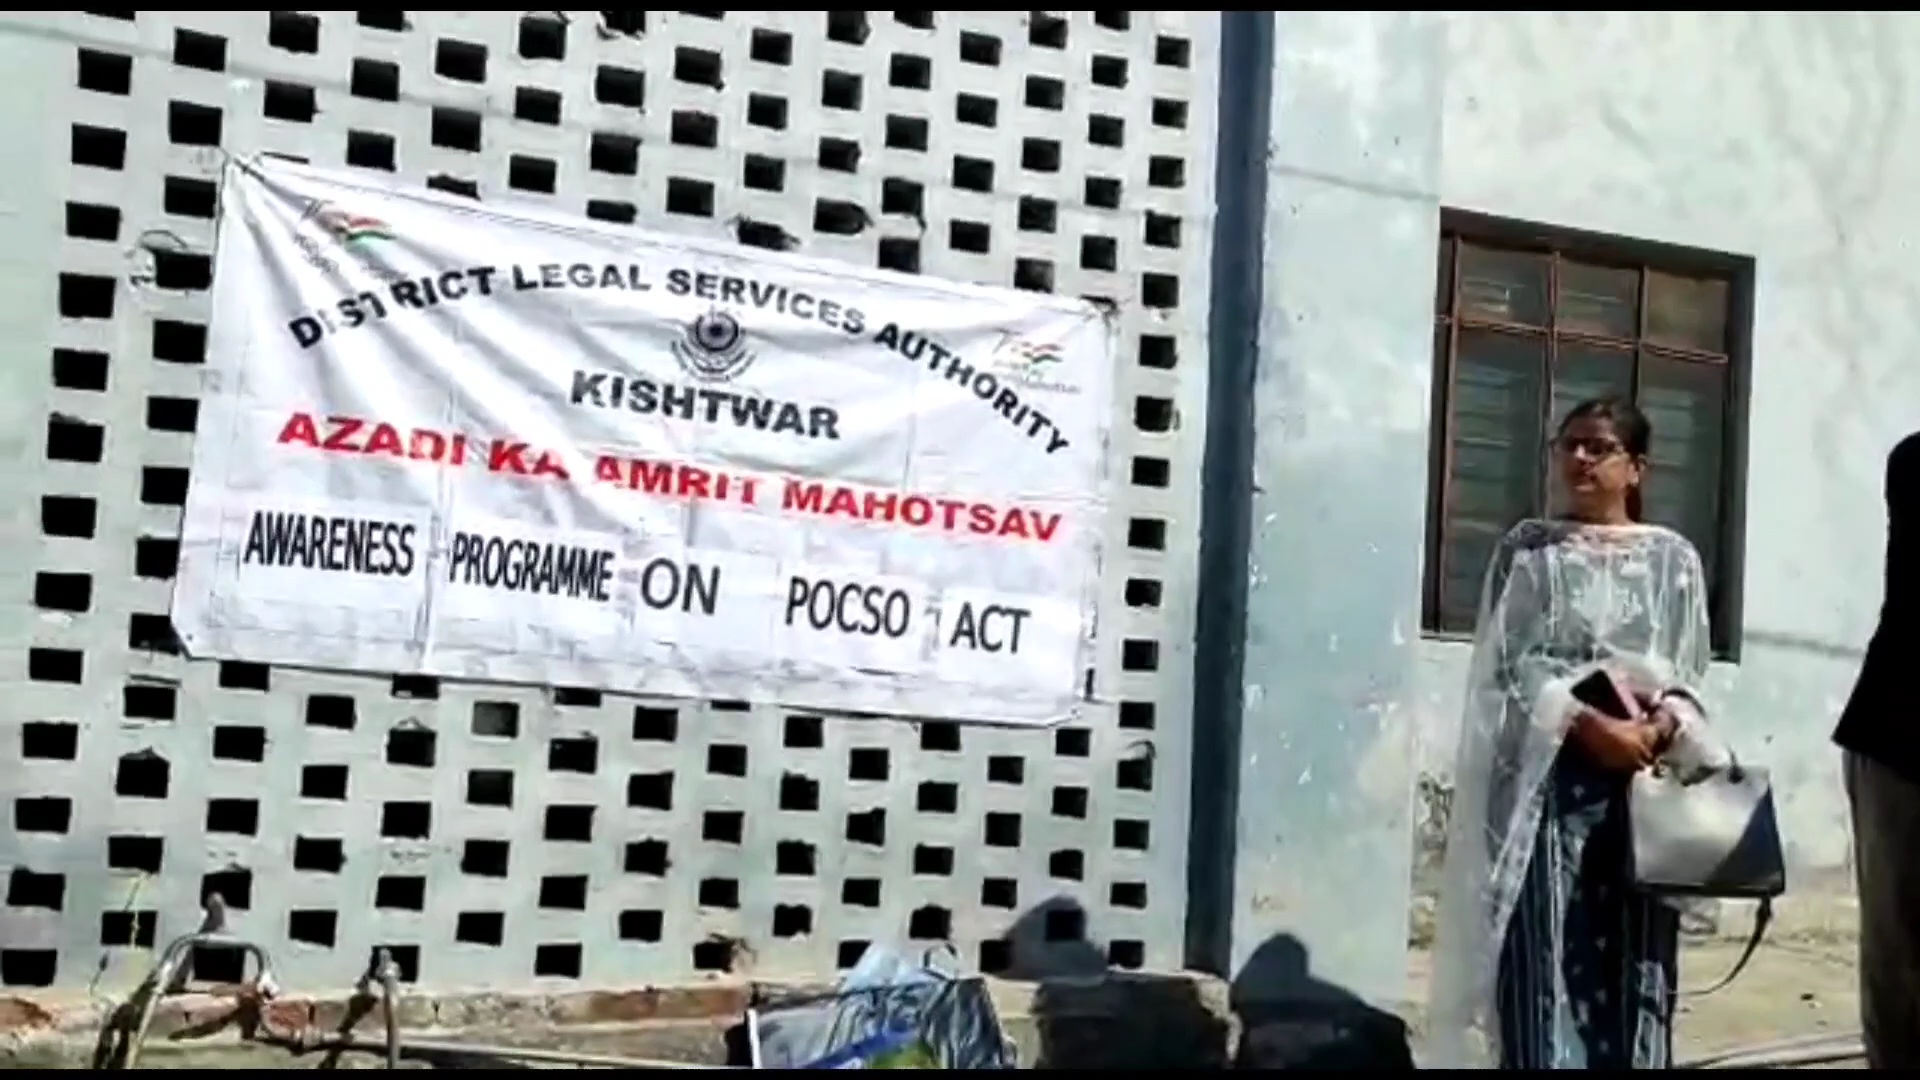 DISTRICT LEGAL SERVICES AUTHORITY
KISHTWAR
AZADI KA AMRIT MAHOTSAV
AWARENESS PROGRAMME ON POCSO ACT